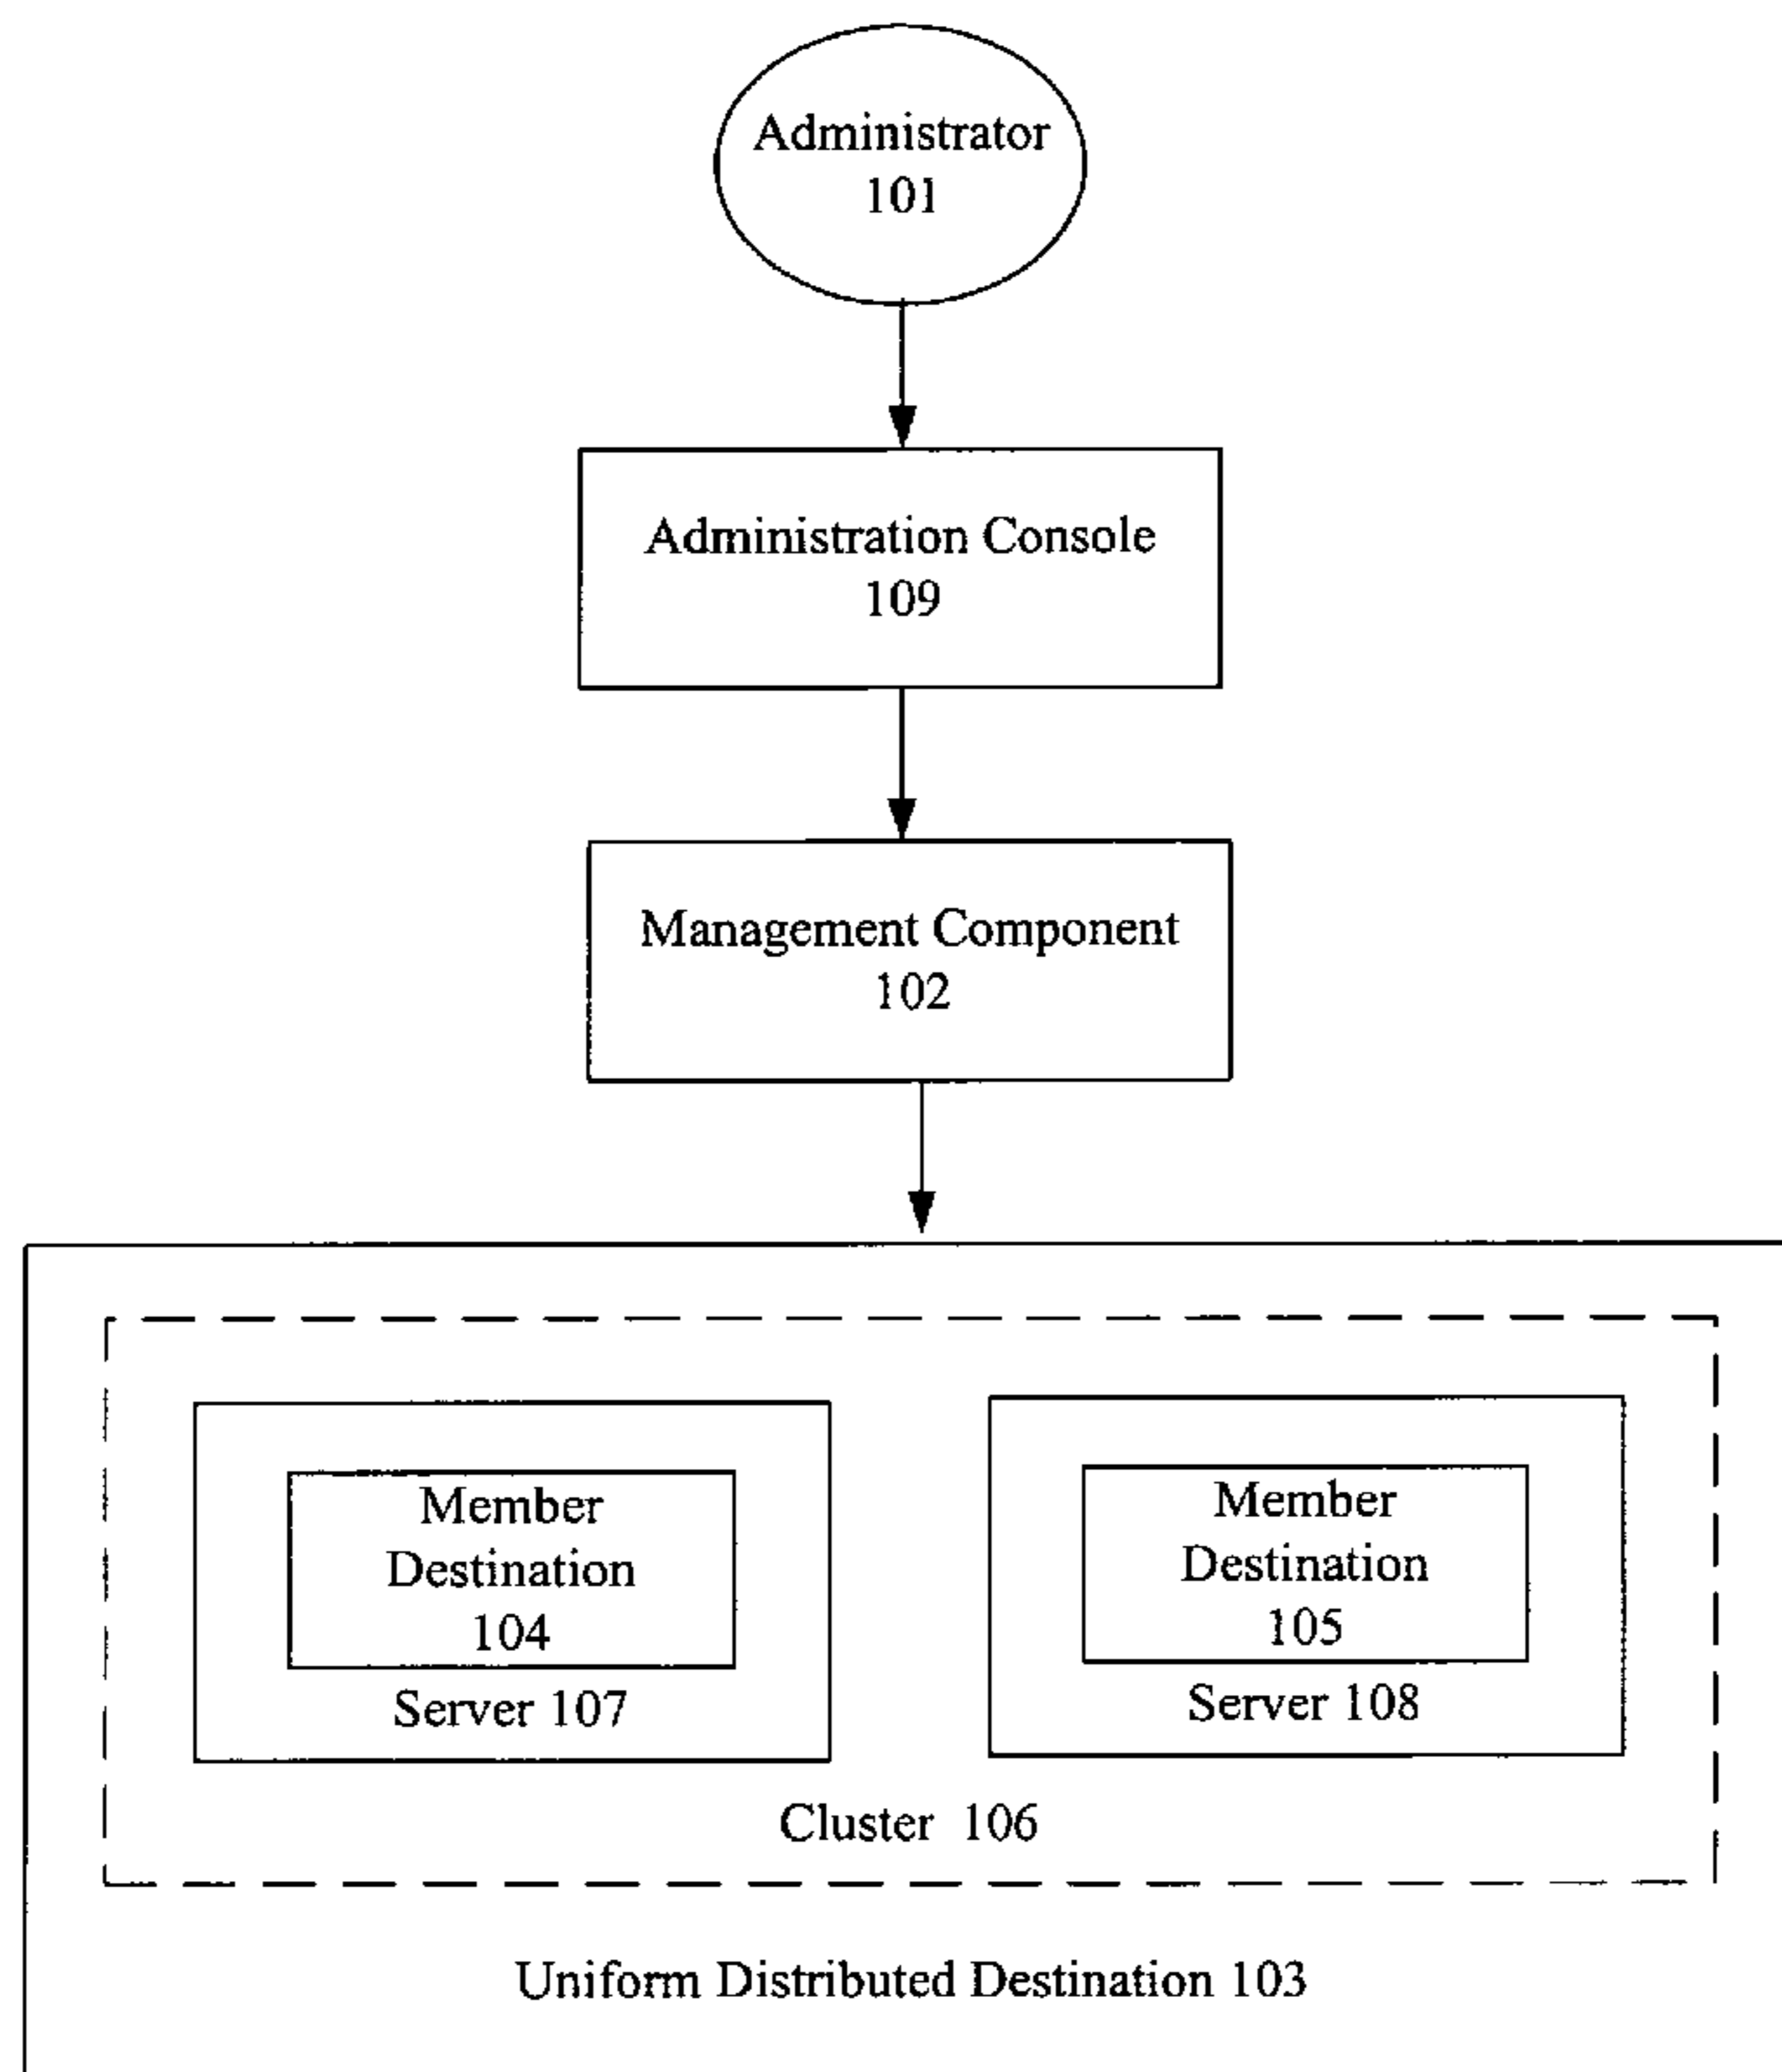 Administrator
101
Administration Console
109
Management Component
102
Member
Destination
104
Server 107
Member
Destination
105
Server 108
Cluster 106
Uniform Distributed Destination 103